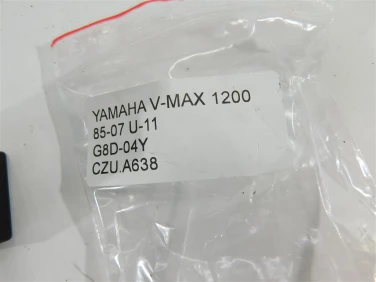 YAMAHA V-MAX 1200
85-07 U-11
G8D-04Y
CZU.A638